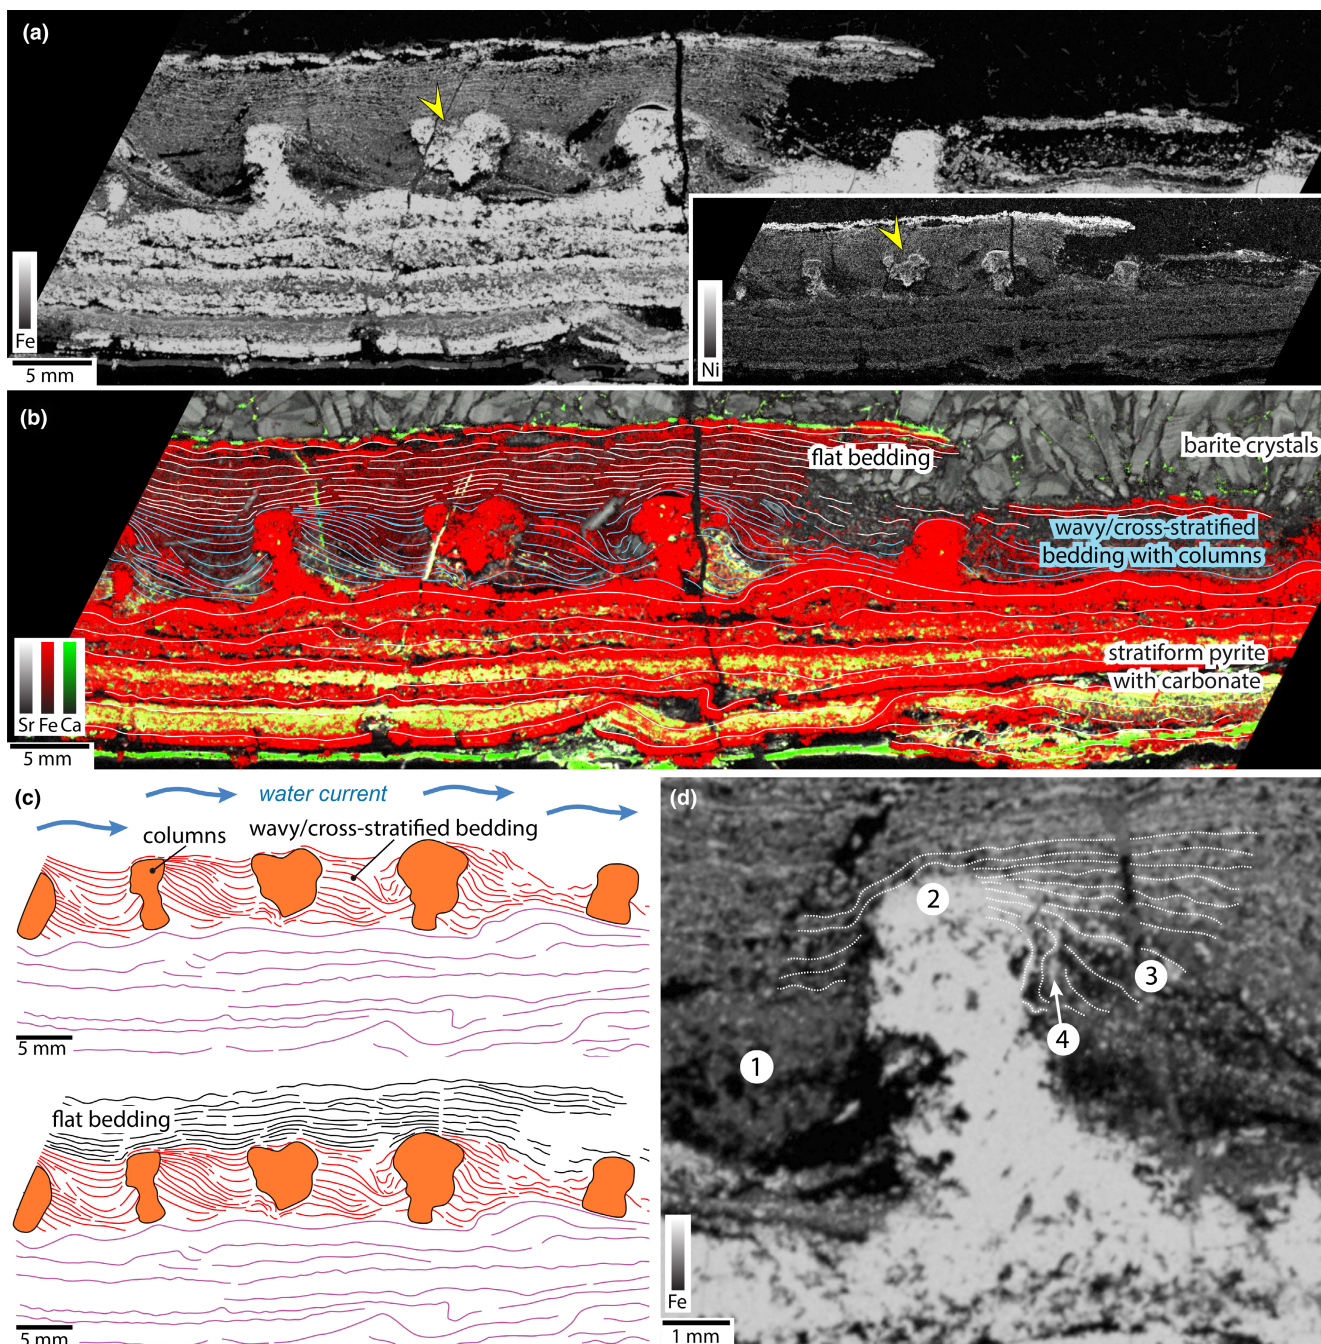 (a)
Fe
5 mm
Ni
(b)
flat bedding
barite crystals
wavy/cross-stratified
bedding with columns
stratiform pyrite
with carbonate
Sr Fe Ca
5 mm
(c)
water current
columns
wavy/cross-stratified bedding
5 mm
flat bedding
5 mm
(d)
2
3
4
1
Fe
1 mm